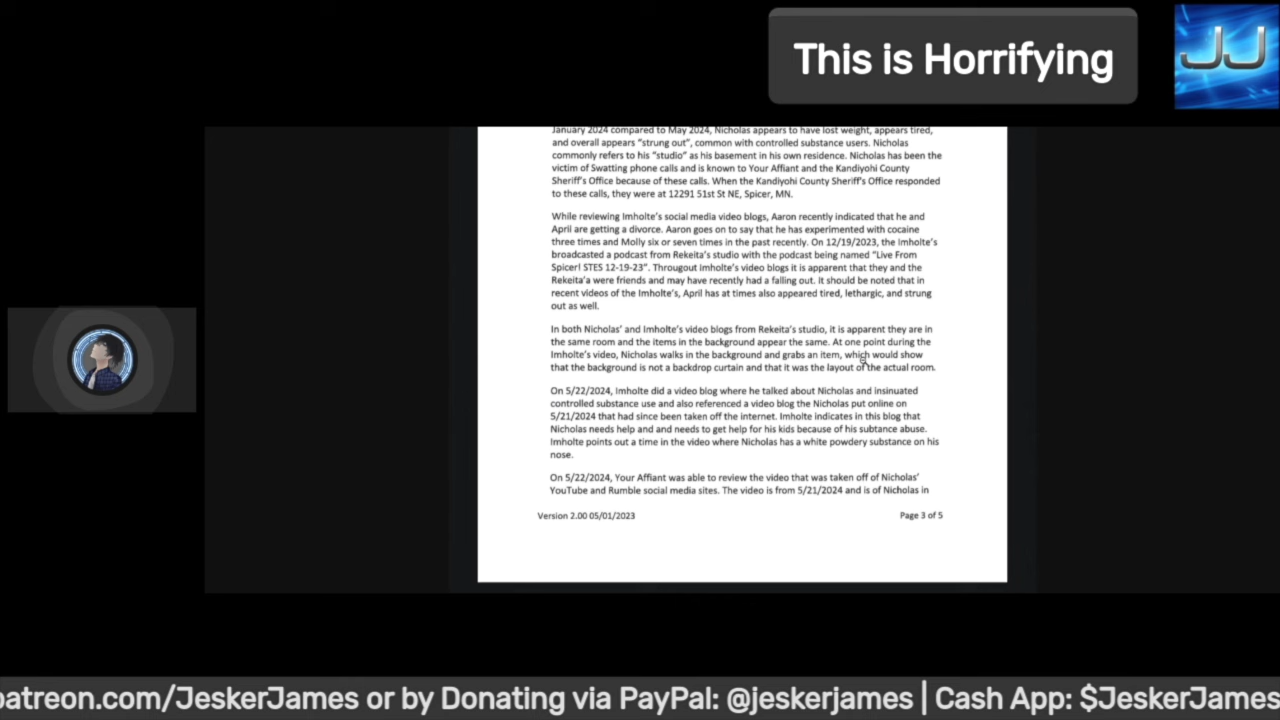 This is Horrifying
JJ
January 2024 compared to May 2024, Nicholas appears to have lost weight, appears tired,
and overall appears “strung out”, common with controlled substance users. Nicholas
commonly refers to his “studio” as his basement in his own residence. Nicholas has been the
victim of Swatting phone calls and is known to Your Affiant and the Kandiyohi County
Sheriff’s Office because of these calls. When the Kandiyohi County Sheriff’s Office responded
to these calls, they were at 12291 51st St NE, Spicer, MN.
While reviewing Imholte’s social media video blogs, Aaron recently indicated that he and
April are getting a divorce. Aaron goes on to say that he has experimented with cocaine
three times and Molly six or seven times in the past recently. On 12/19/2023, the Imholte’s
broadcasted a podcast from Rekeita’s studio with the podcast being named “Live From
Spicer! STES 12-19-23”. Througout Imholte’s video blogs it is apparent that they and the
Rekeita’a were friends and may have recently had a falling out. It should be noted that in
recent videos of the Imholte’s, April has at times also appeared tired, lethargic, and strung
out as well.
In both Nicholas’ and Imholte’s video blogs from Rekeita’s studio, it is apparent they are in
the same room and the items in the background appear the same. At one point during the
Imholte’s video, Nicholas walks in the background and grabs an item, which would show
that the background is not a backdrop curtain and that it was the layout of the actual room.
On 5/22/2024, Imholte did a video blog where he talked about Nicholas and insinuated
controlled substance use and also referenced a video blog the Nicholas put online on
5/21/2024 that had since been taken off the internet. Imholte indicates in this blog that
Nicholas needs help and and needs to get help for his kids because of his subtance abuse.
Imholte points out a time in the video where Nicholas has a white powdery substance on his
nose.
On 5/22/2024, Your Affiant was able to review the video that was taken off of Nicholas’
YouTube and Rumble social media sites. The video is from 5/21/2024 and is of Nicholas in
Version 2.00 05/01/2023 Page 3 of 5
patreon.com/JeskerJames or by Donating via PayPal: @jeskerjames | Cash App: $JeskerJames